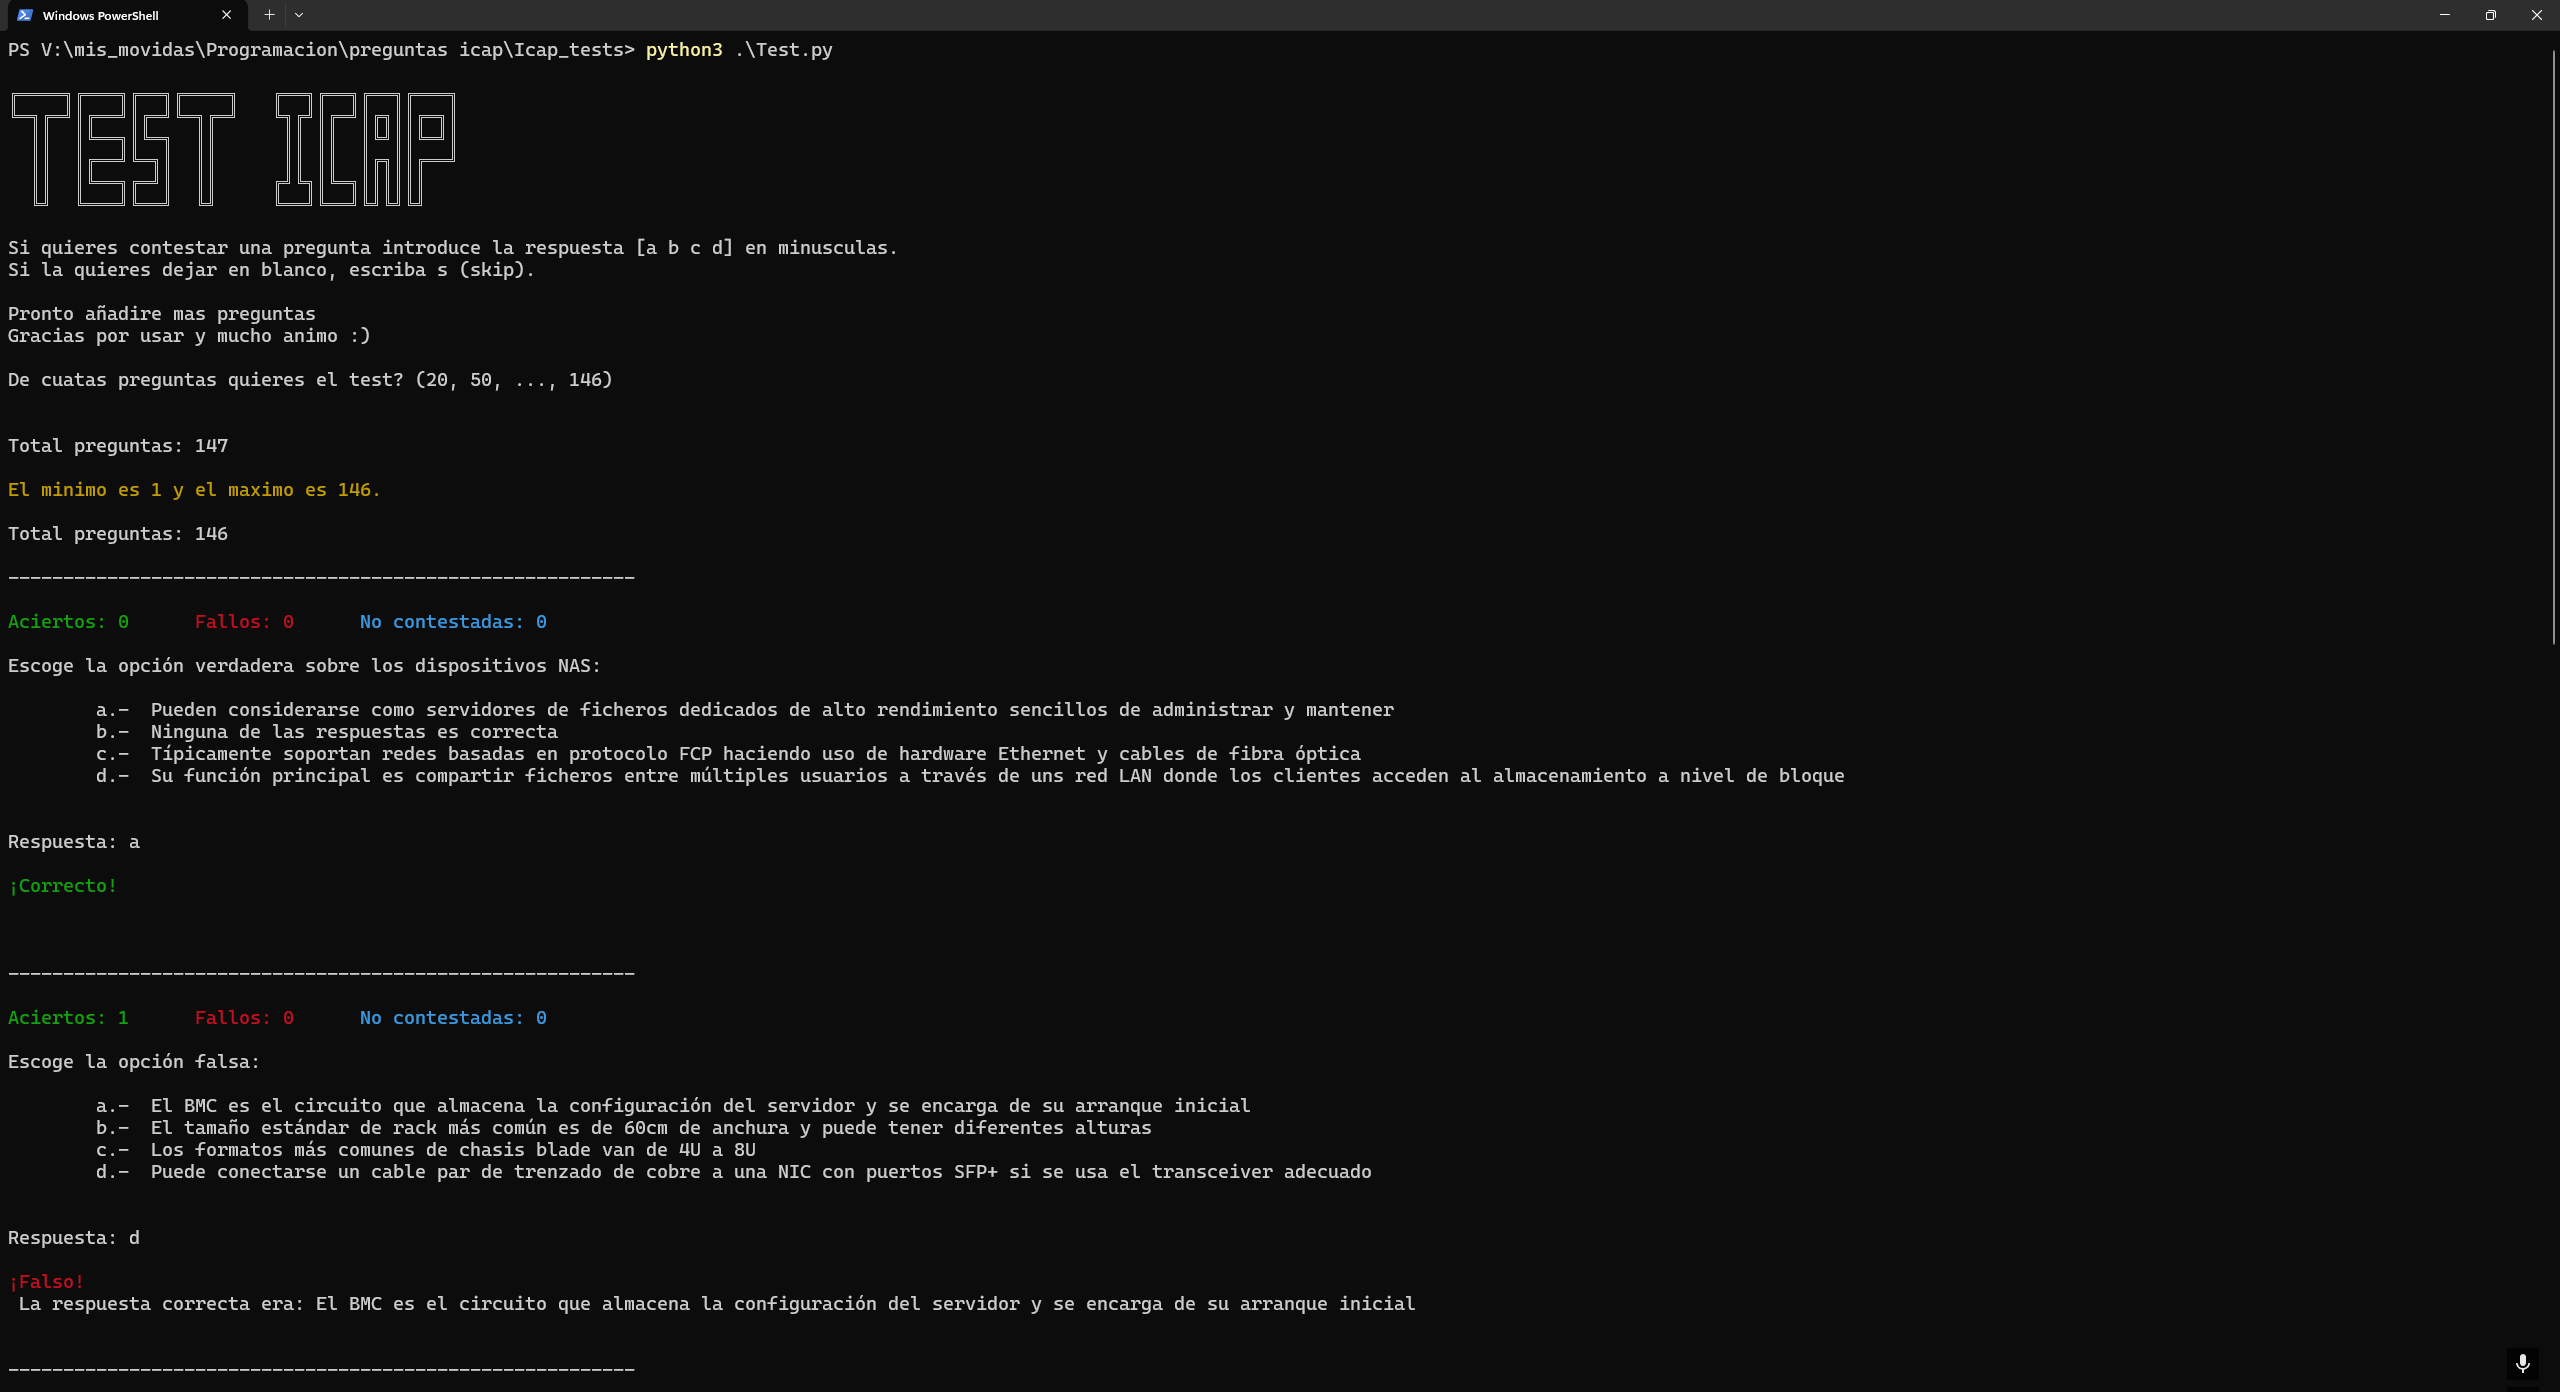 Windows PowerShell
PS V:\mis_movidas\Programacion\preguntas icap\Icap_tests> python3 .\Test.py
TEST ICAP
Si quieres contestar una pregunta introduce la respuesta [a b c d] en minusculas.
Si la quieres dejar en blanco, escriba s (skip).
Pronto añadire mas preguntas
Gracias por usar y mucho animo :)
De cuatas preguntas quieres el test? (20, 50, ..., 146)
Total preguntas: 147
El minimo es 1 y el maximo es 146.
Total preguntas: 146
---------------------------------------------------------
Aciertos: 0 Fallos: 0 No contestadas: 0
Escoge la opción verdadera sobre los dispositivos NAS:
a.- Pueden considerarse como servidores de ficheros dedicados de alto rendimiento sencillos de administrar y mantener
b.- Ninguna de las respuestas es correcta
c.- Típicamente soportan redes basadas en protocolo FCP haciendo uso de hardware Ethernet y cables de fibra óptica
d.- Su función principal es compartir ficheros entre múltiples usuarios a través de uns red LAN donde los clientes acceden al almacenamiento a nivel de bloque
Respuesta: a
¡Correcto!
---------------------------------------------------------
Aciertos: 1 Fallos: 0 No contestadas: 0
Escoge la opción falsa:
a.- El BMC es el circuito que almacena la configuración del servidor y se encarga de su arranque inicial
b.- El tamaño estándar de rack más común es de 60cm de anchura y puede tener diferentes alturas
c.- Los formatos más comunes de chasis blade van de 4U a 8U
d.- Puede conectarse un cable par de trenzado de cobre a una NIC con puertos SFP+ si se usa el transceiver adecuado
Respuesta: d
¡Falso!
La respuesta correcta era: El BMC es el circuito que almacena la configuración del servidor y se encarga de su arranque inicial
---------------------------------------------------------